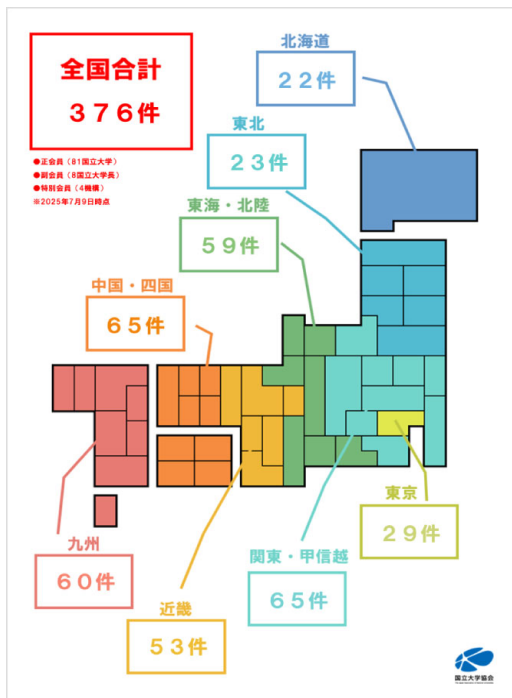 全国合計
376件
●正会員（81国立大学）
●副会員（8国立大学長）
●特別会員（4機構）
※2025年7月9日時点
北海道
22件
東北
23件
東海・北陸
59件
中国・四国
65件
東京
29件
関東・甲信越
65件
九州
60件
近畿
53件
国立大学協会